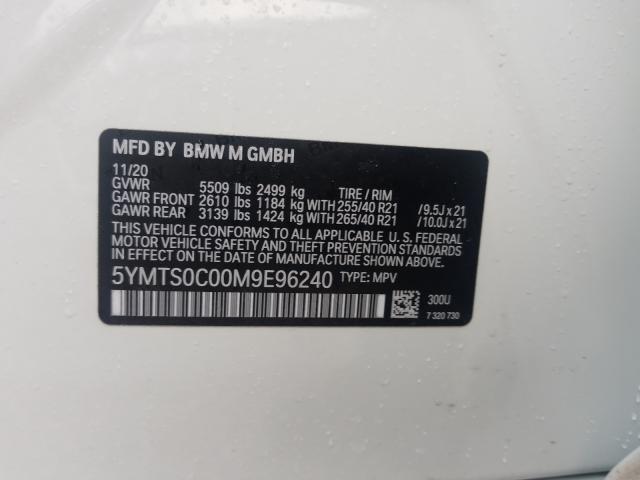 MFD BY BMW M GMBH
11/20
GVWR 5509 lbs 2499 kg TIRE / RIM
GAWR FRONT 2610 lbs 1184 kg WITH 255/40 R21 /9.5J x 21
GAWR REAR 3139 lbs 1424 kg WITH 265/40 R21 /10.0J x 21
THIS VEHICLE CONFORMS TO ALL APPLICABLE U. S. FEDERAL
MOTOR VEHICLE SAFETY AND THEFT PREVENTION STANDARDS
IN EFFECT ON THE DATE OF MANUFACTURE SHOWN ABOVE.
5YMTS0C00M9E96240 TYPE: MPV
300U
7 320 730